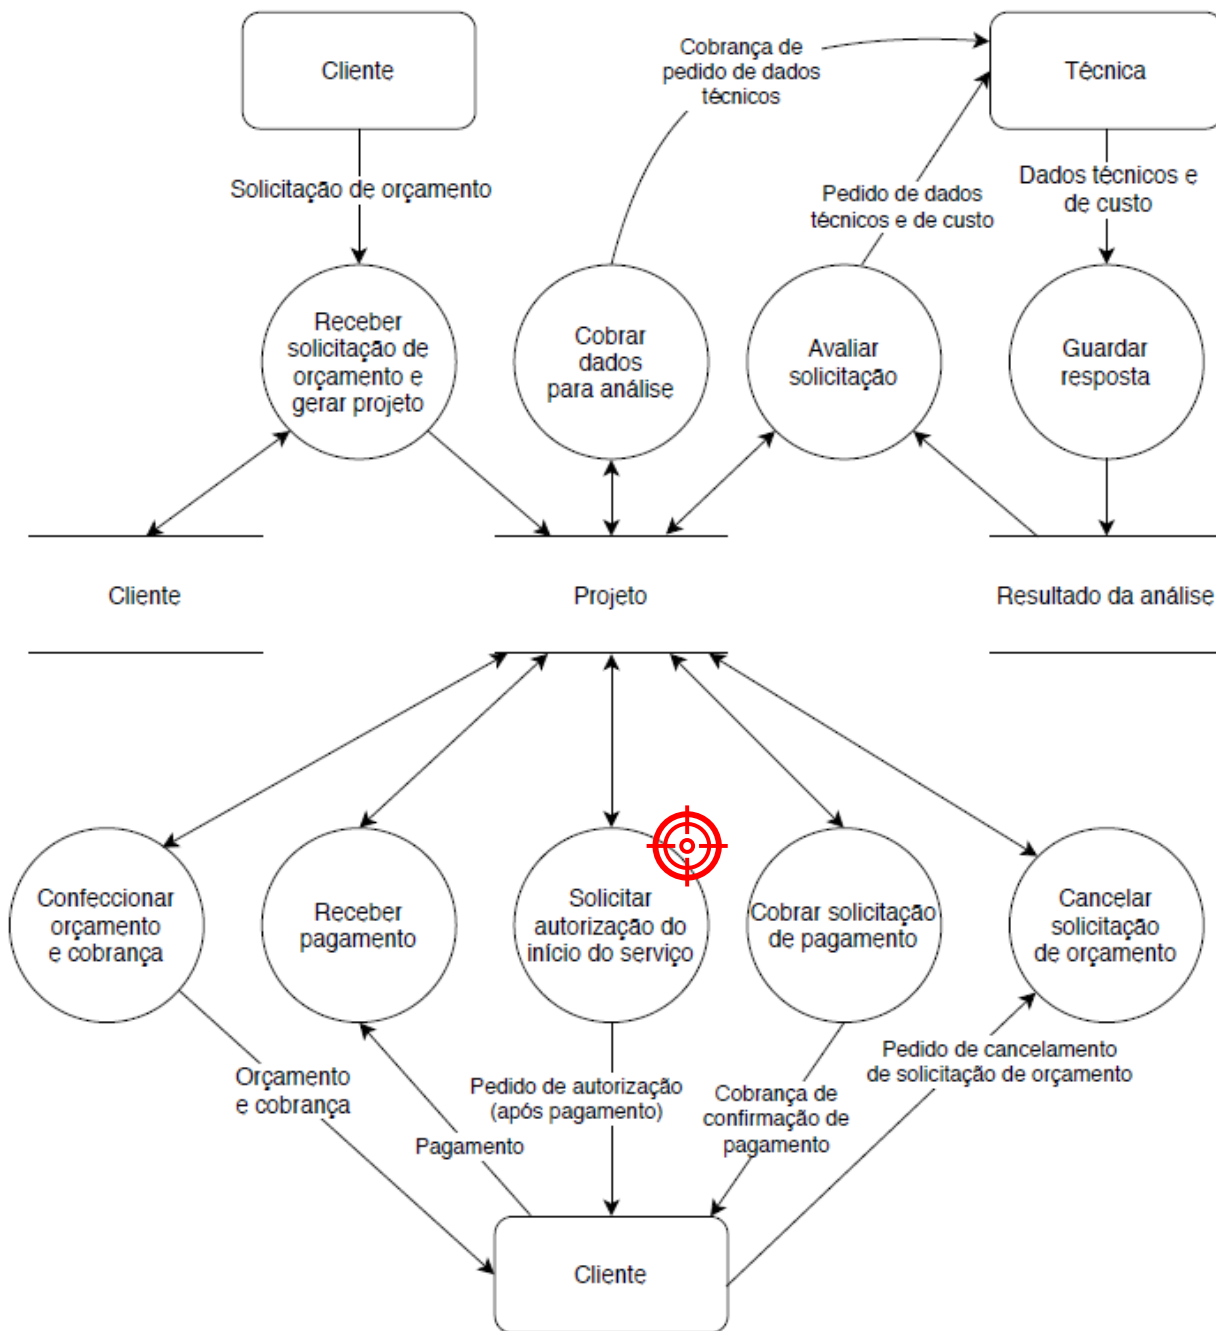 Cliente
Cobrança de
pedido de dados
técnicos
Técnica
Solicitação de orçamento
Pedido de dados
técnicos e de custo
Dados técnicos e
de custo
Receber
solicitação de
orçamento e
gerar projeto
Cobrar
dados
para análise
Avaliar
solicitação
Guardar
resposta
Cliente
Projeto
Resultado da análise
Confeccionar
orçamento
e cobrança
Receber
pagamento
Solicitar
autorização do
início do serviço
Cobrar solicitação
de pagamento
Cancelar
solicitação
de orçamento
Orçamento
e cobrança
Pagamento
Pedido de autorização
(após pagamento)
Cobrança de
confirmação de
pagamento
Pedido de cancelamento
de solicitação de orçamento
Cliente